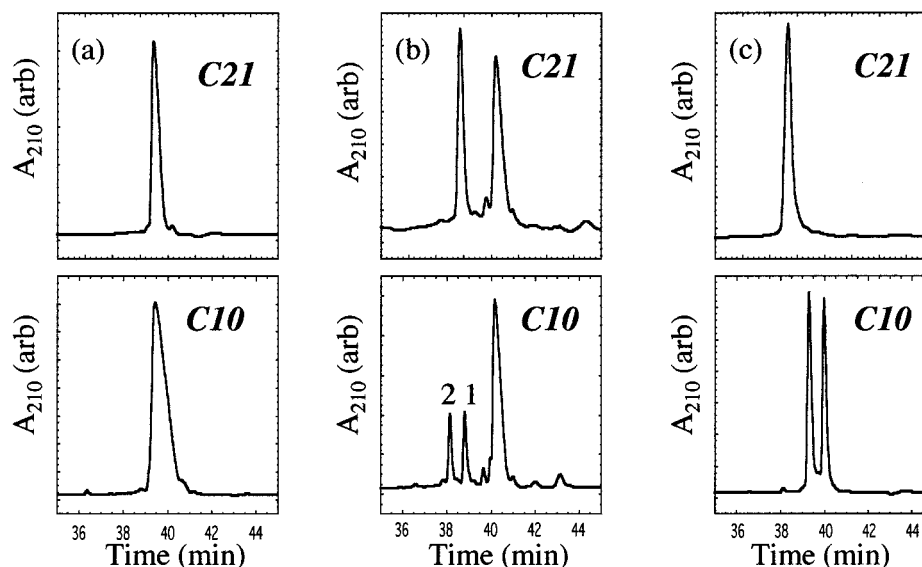 (a)
C21
A210 (arb)
(b)
C21
A210 (arb)
(c)
C21
A210 (arb)
C10
A210 (arb)
36 38 40 42 44
Time (min)
C10
2 1
A210 (arb)
36 38 40 42 44
Time (min)
C10
A210 (arb)
36 38 40 42 44
Time (min)